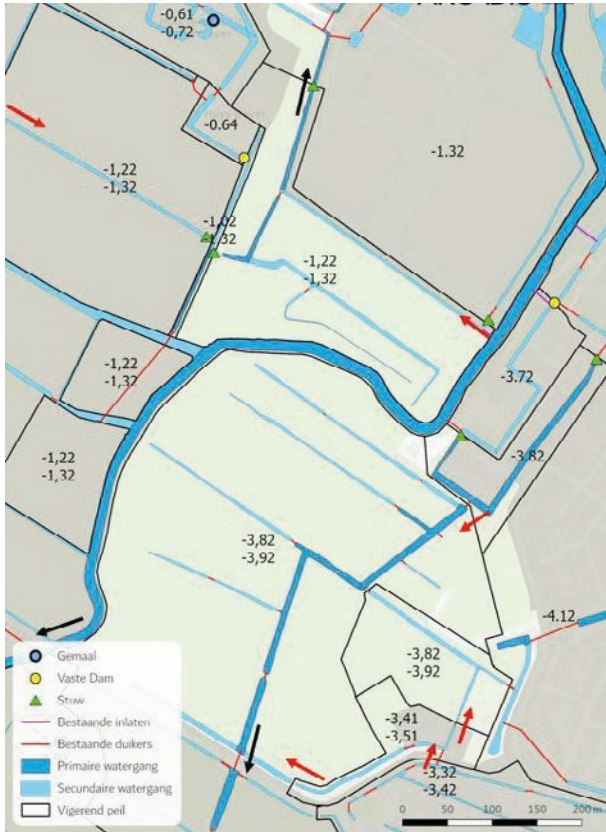 ARCADIS
-0,61
-0,72
-0.64
-1.32
-1,22
-1,32
-1,02
-1,32
-1,22
-1,32
-1,22
-1,32
-3.72
-3.82
-1,22
-1,32
-3,82
-3,92
-4.12
-3,82
-3,92
-3,41
-3,51
-3,32
-3,42
Gemaal
Vaste Dam
Stuw
Bestaande inlaten
Bestaande duikers
Primaire watergang
Secundaire watergang
Vigerend peil
0 50 100 150 200 m